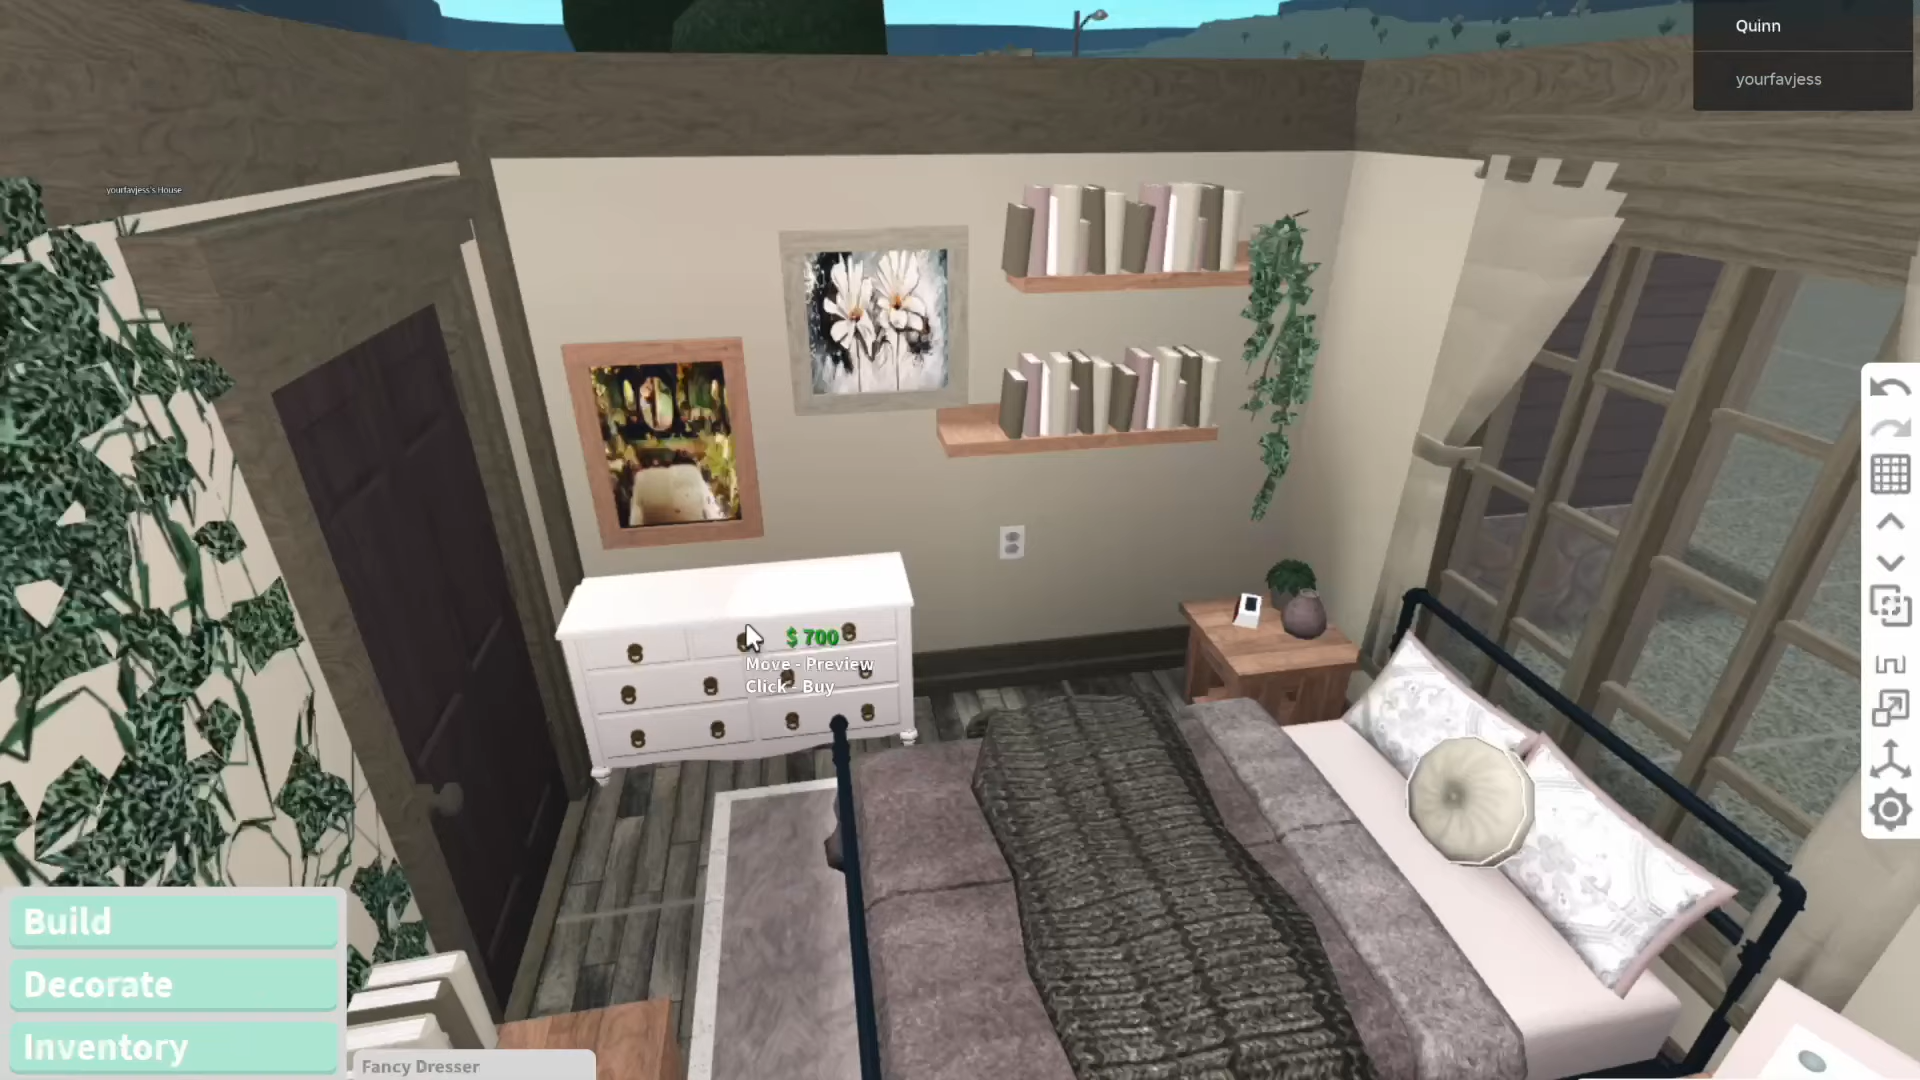 Quinn
yourfavjess
yourfavjess's House
$ 700
Move - Preview
Click - Buy
Build
Decorate
Inventory
Fancy Dresser